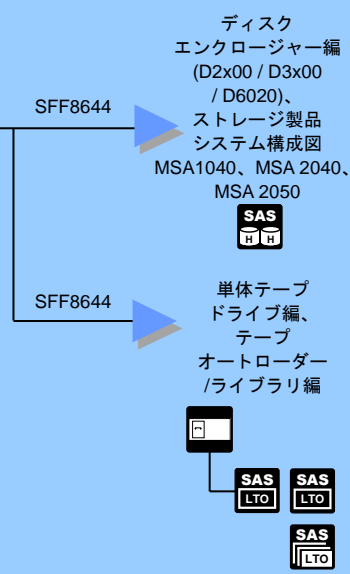 ディスク
エンクロージャー編
(D2x00 / D3x00
/ D6020)、
SFF8644
ストレージ製品
システム構成図
MSA1040、MSA 2040、
MSA 2050
SAS
H H
SFF8644
単体テープ
ドライブ編、
テープ
オートローダー
/ライブラリ編
SAS
LTO
SAS
LTO
SAS
LTO